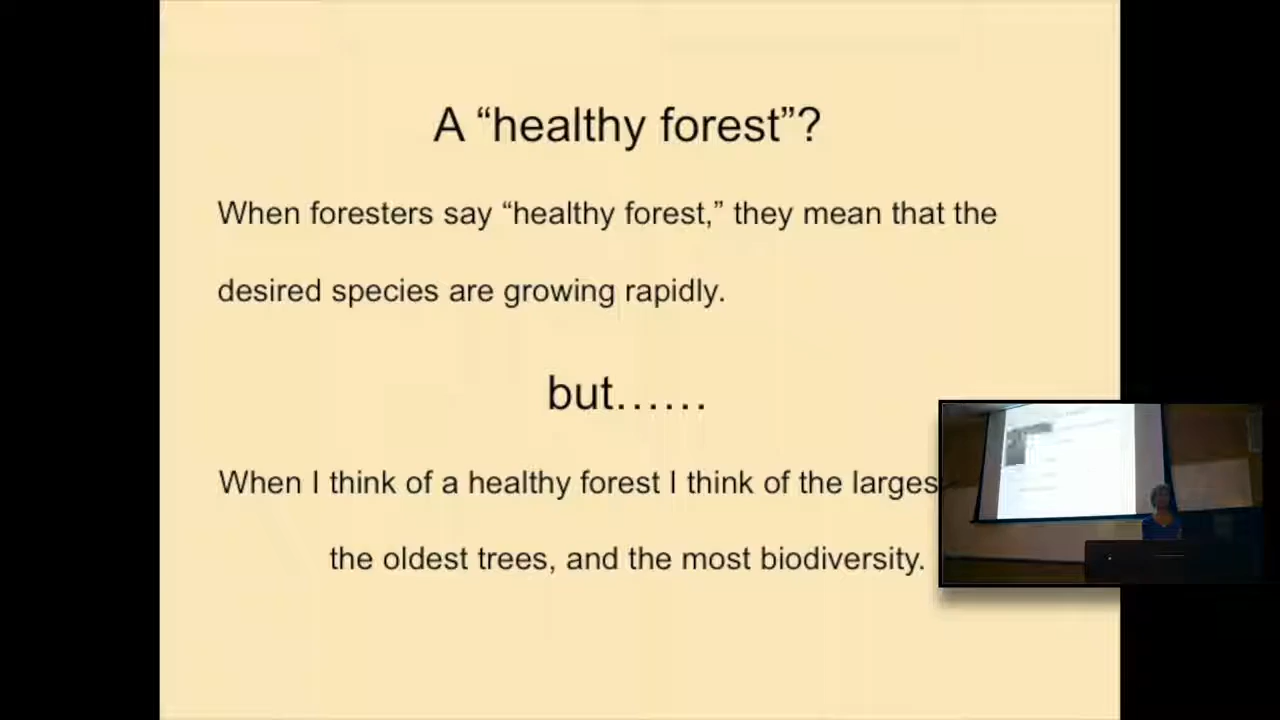 A “healthy forest”?
When foresters say “healthy forest,” they mean that the
desired species are growing rapidly.
but……
When I think of a healthy forest I think of the larges
the oldest trees, and the most biodiversity.